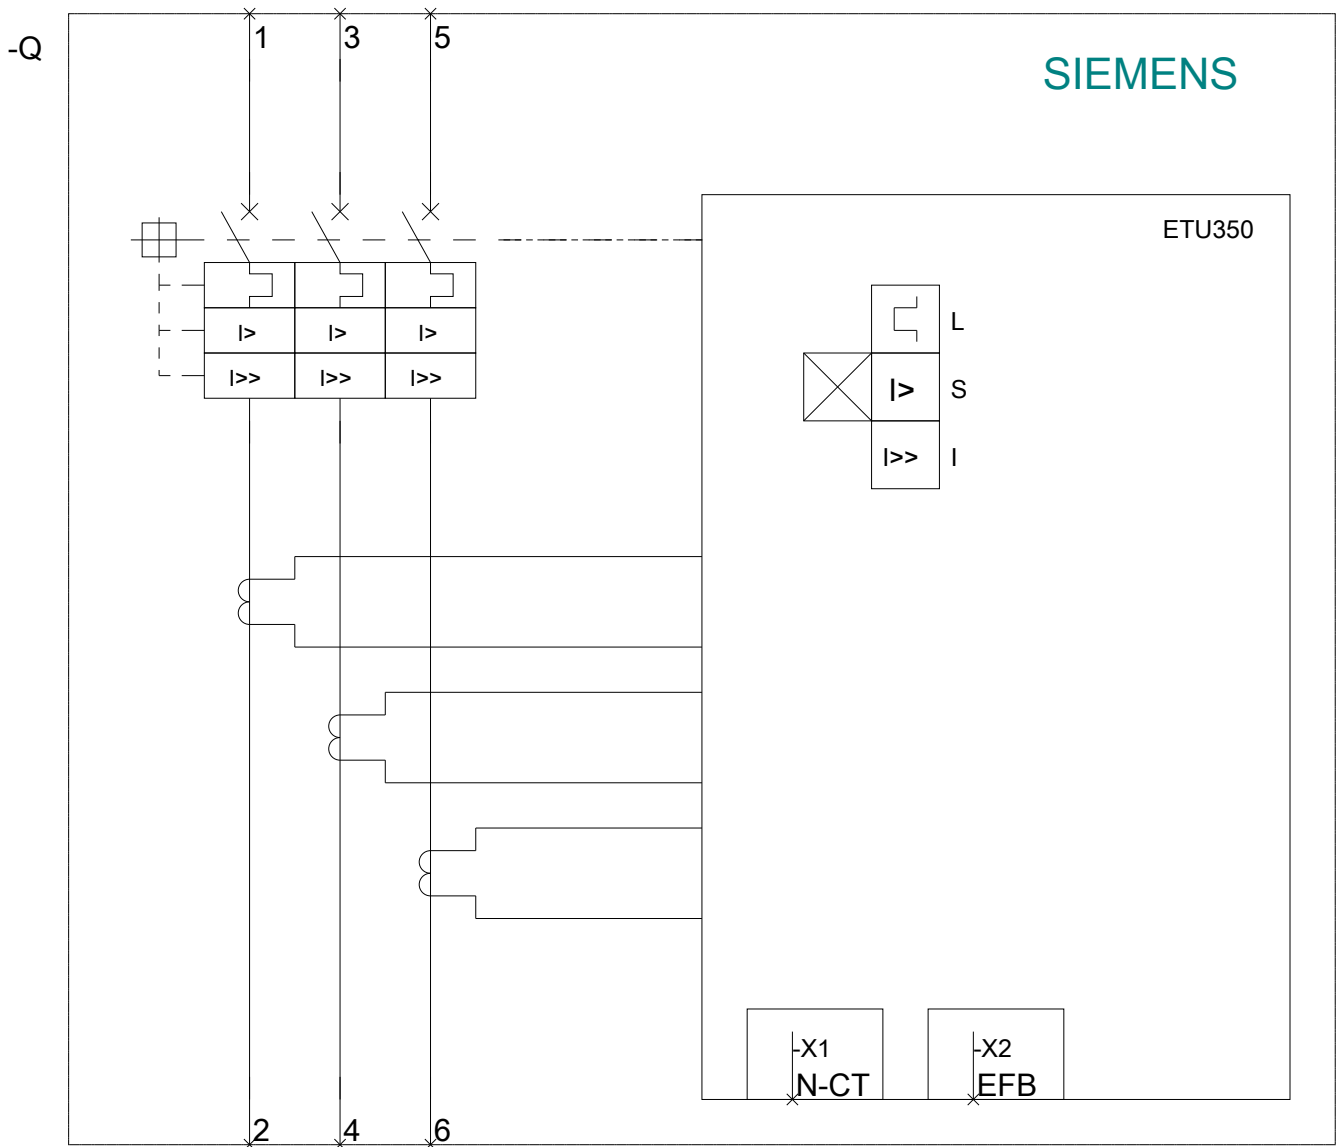 1 3 5
-Q
SIEMENS
ETU350
L
I> I> I>
I>> I>> I>>
I> S
I>> I
-X1 -X2
N-CT EFB
2 4 6